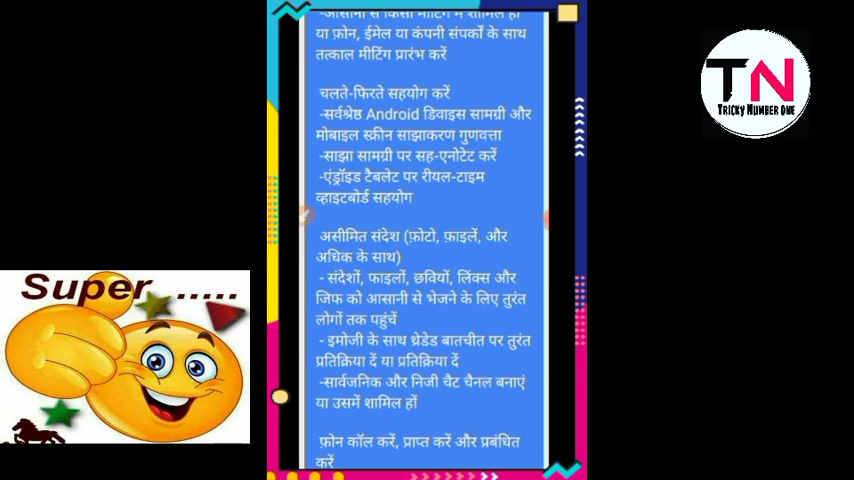 -आसानी से किसी मीटिंग में शामिल हों
या फ़ोन, ईमेल या कंपनी संपर्कों के साथ
तत्काल मीटिंग प्रारंभ करें
चलते-फिरते सहयोग करें
-सर्वश्रेष्ठ Android डिवाइस सामग्री और
मोबाइल स्क्रीन साझाकरण गुणवत्ता
-साझा सामग्री पर सह-एनोटेट करें
-एंड्रॉइड टैबलेट पर रीयल-टाइम
व्हाइटबोर्ड सहयोग
असीमित संदेश (फ़ोटो, फ़ाइलें, और
अधिक के साथ)
- संदेशों, फाइलों, छवियों, लिंक्स और
जिफ को आसानी से भेजने के लिए तुरंत
लोगों तक पहुंचें
- इमोजी के साथ थ्रेडेड बातचीत पर तुरंत
प्रतिक्रिया दें या प्रतिक्रिया दें
-सार्वजनिक और निजी चैट चैनल बनाएं
या उसमें शामिल हों
फ़ोन कॉल करें, प्राप्त करें और प्रबंधित
करें
TN
TRICKY NUMBER ONE
Super .....